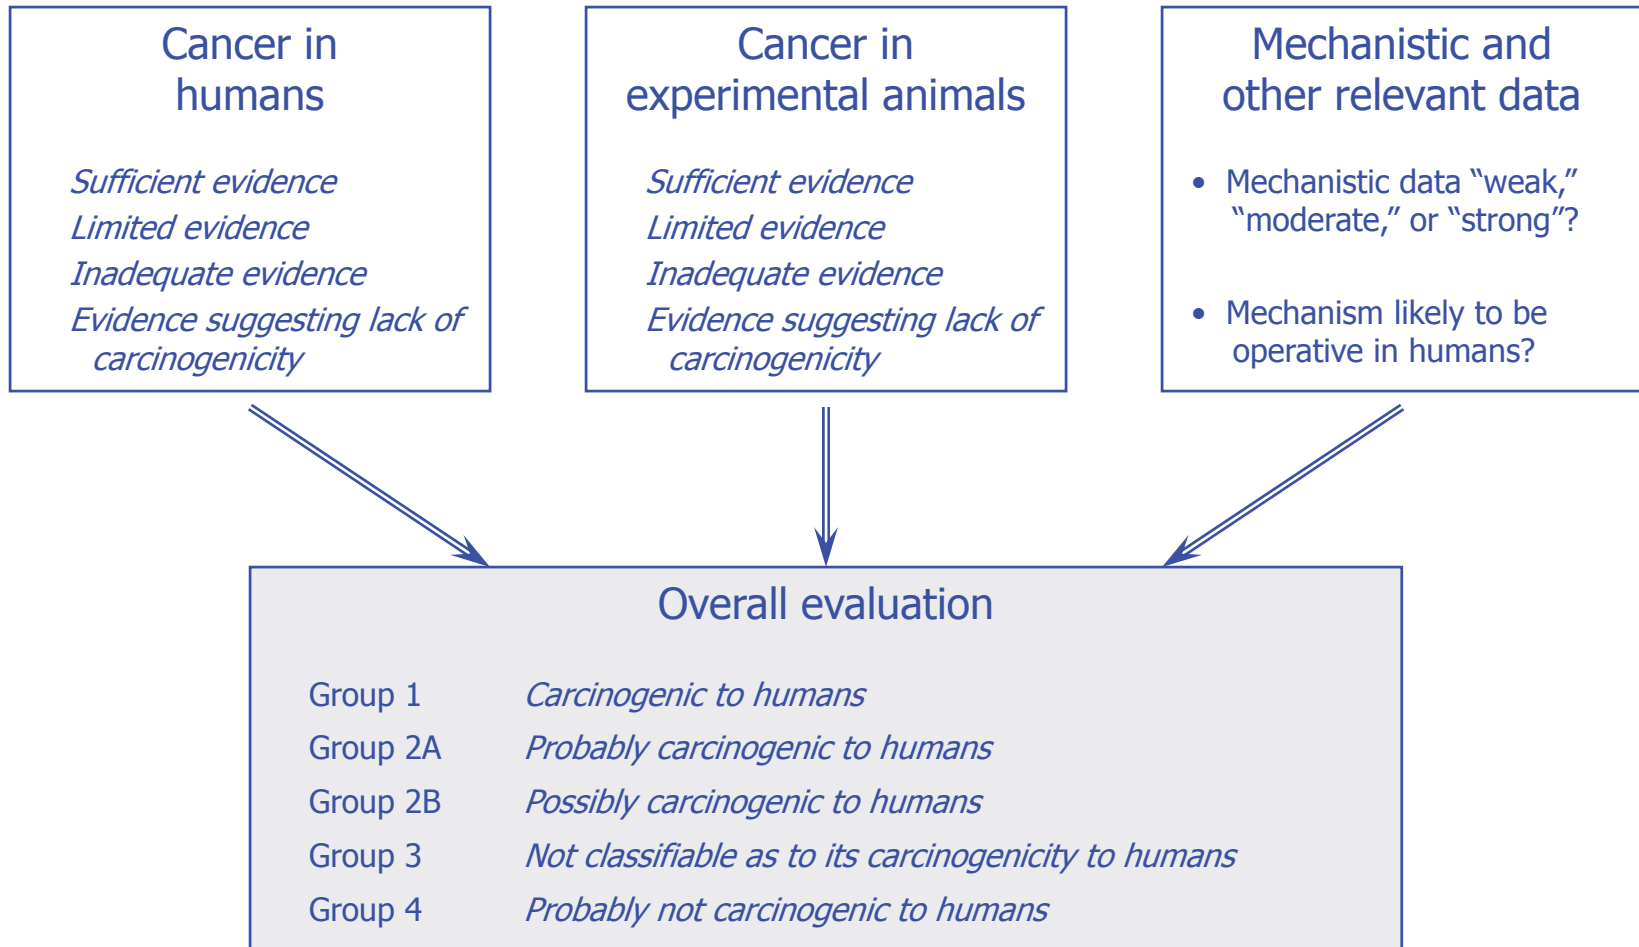 Cancer in
humans
Sufficient evidence
Limited evidence
Inadequate evidence
Evidence suggesting lack of
carcinogenicity
Cancer in
experimental animals
Sufficient evidence
Limited evidence
Inadequate evidence
Evidence suggesting lack of
carcinogenicity
Mechanistic and
other relevant data
• Mechanistic data “weak,”
“moderate,” or “strong”?
• Mechanism likely to be
operative in humans?
Overall evaluation
Group 1 Carcinogenic to humans
Group 2A Probably carcinogenic to humans
Group 2B Possibly carcinogenic to humans
Group 3 Not classifiable as to its carcinogenicity to humans
Group 4 Probably not carcinogenic to humans